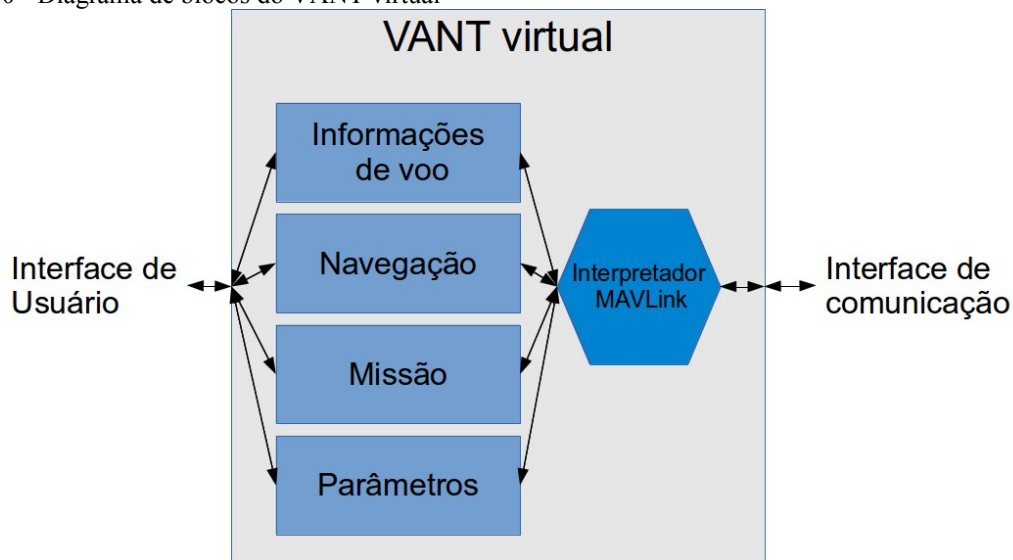 0 - Diagrama de blocos do VANT virtual
VANT virtual
Informações
de voo
Navegação
Missão
Parâmetros
Interface de
Usuário
Interpretador
MAVLink
Interface de
comunicação